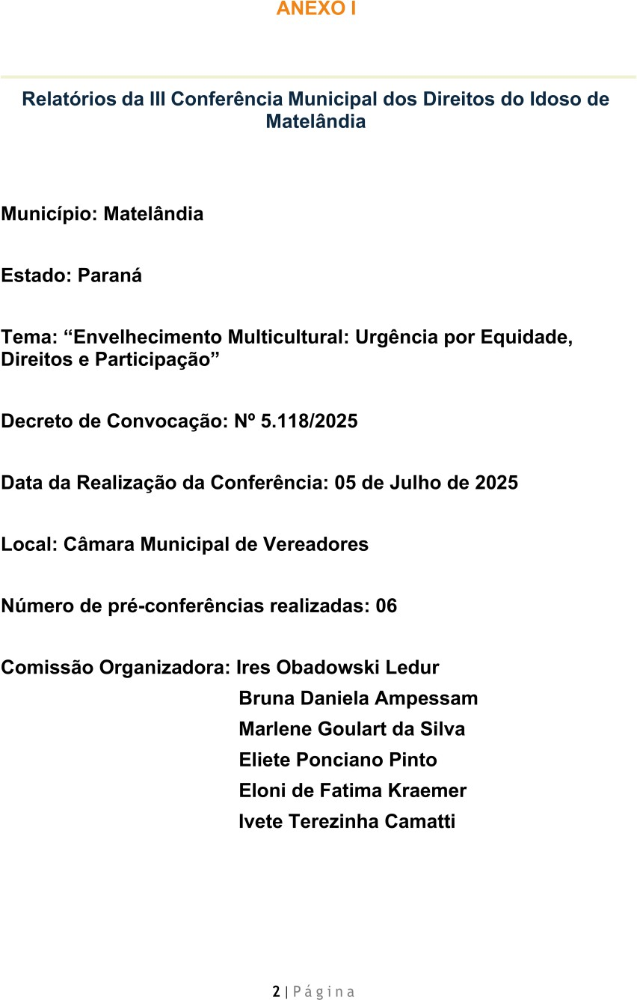 ANEXO I
Relatórios da III Conferência Municipal dos Direitos do Idoso de
Matelândia
Município: Matelândia
Estado: Paraná
Tema: “Envelhecimento Multicultural: Urgência por Equidade,
Direitos e Participação”
Decreto de Convocação: Nº 5.118/2025
Data da Realização da Conferência: 05 de Julho de 2025
Local: Câmara Municipal de Vereadores
Número de pré-conferências realizadas: 06
Comissão Organizadora: Ires Obadowski Ledur
Bruna Daniela Ampessam
Marlene Goulart da Silva
Eliete Ponciano Pinto
Eloni de Fatima Kraemer
Ivete Terezinha Camatti
2 | Página